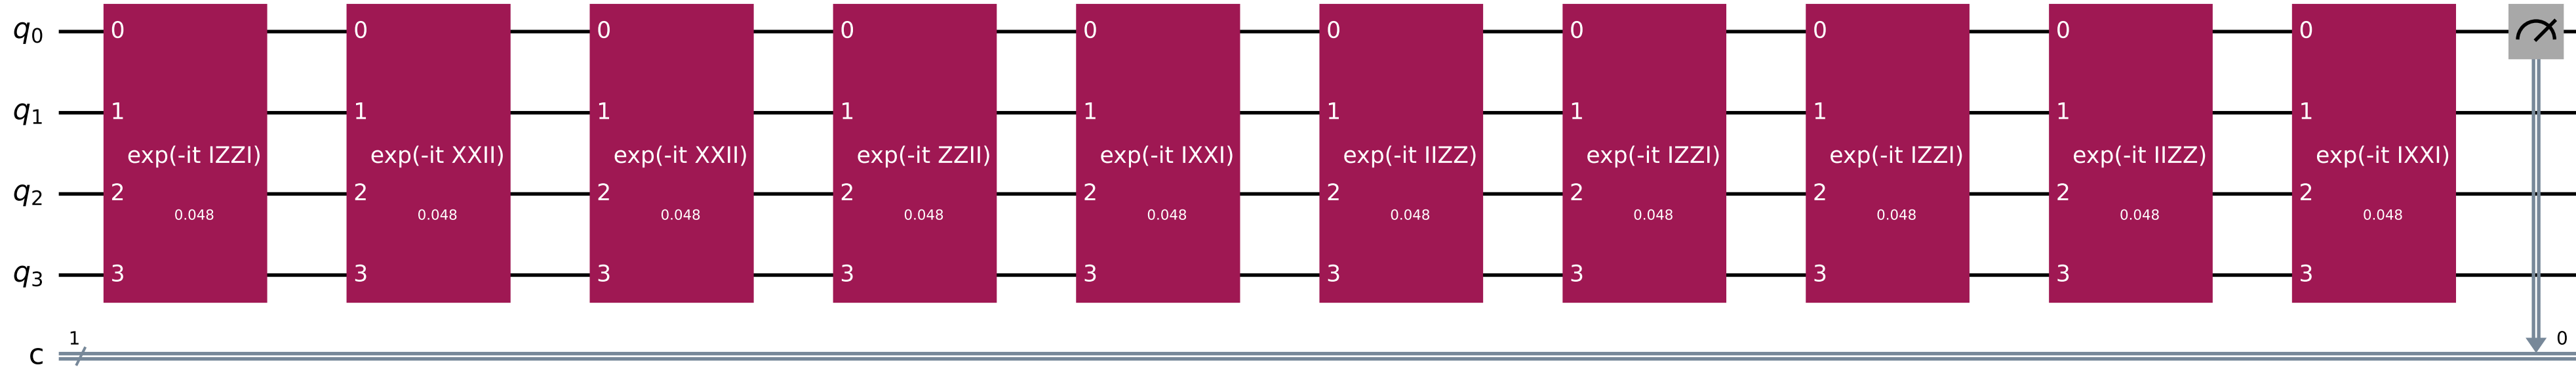 q0 0 0 0 0 0 0 0 0 0 0
q1 1 1 1 1 1 1 1 1 1 1
exp(-it IZZI) exp(-it XXII) exp(-it XXII) exp(-it ZZII) exp(-it IXXI) exp(-it IIZZ) exp(-it IZZI) exp(-it IZZI) exp(-it IIZZ) exp(-it IXXI)
q2 2 2 2 2 2 2 2 2 2 2
0.048 0.048 0.048 0.048 0.048 0.048 0.048 0.048 0.048 0.048
q3 3 3 3 3 3 3 3 3 3 3
1 0
c